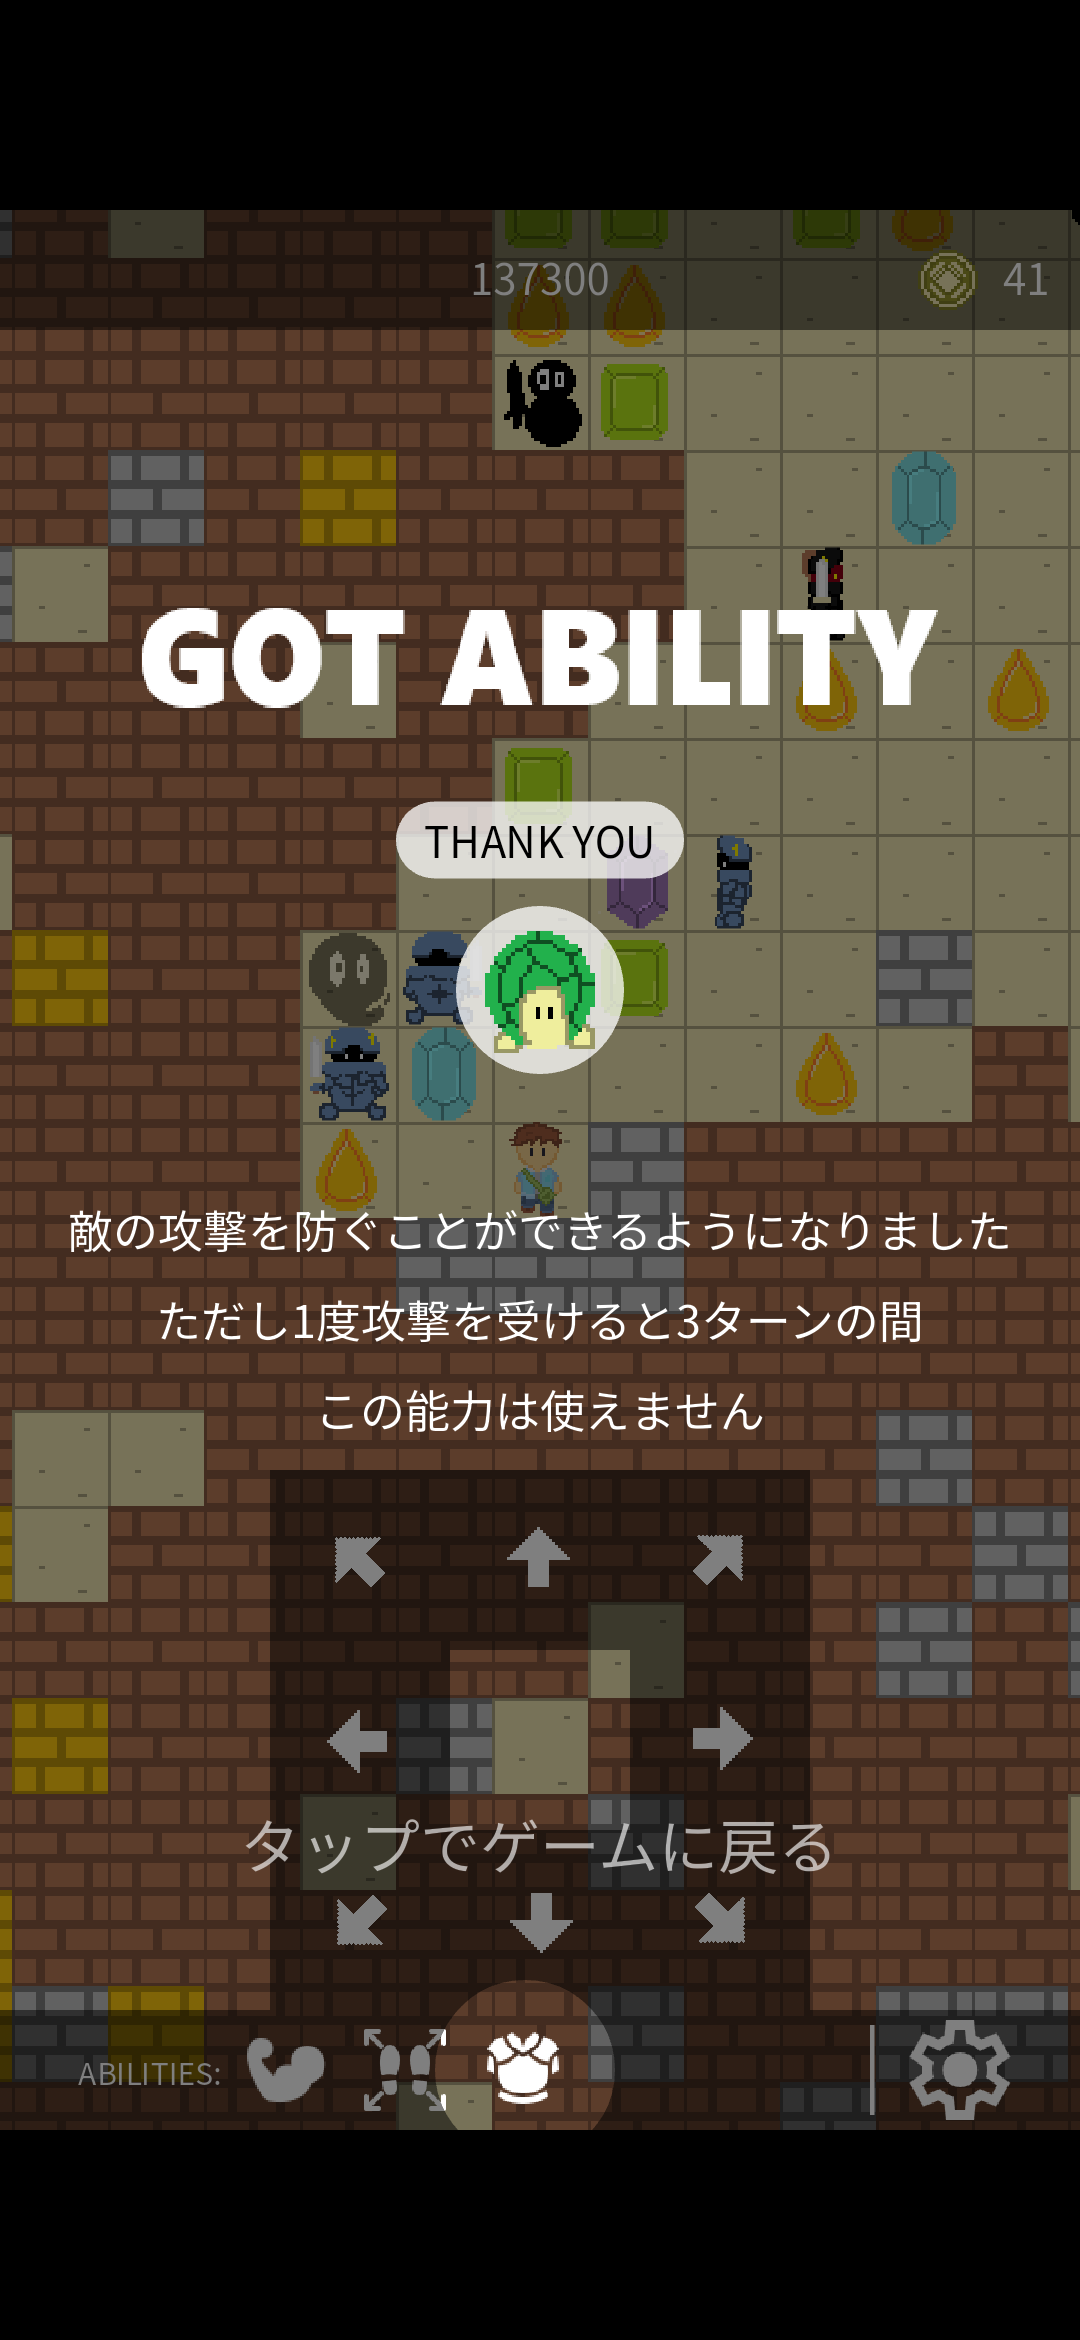 137300
41
GOT ABILITY
THANK YOU
敵の攻撃を防ぐことができるようになりました
ただし1度攻撃を受けると3ターンの間
この能力は使えません
タップでゲームに戻る
ABILITIES: